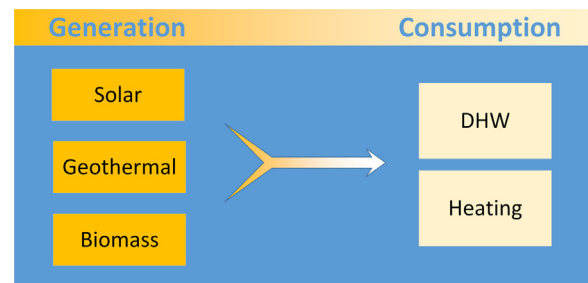 Generation
Consumption
Solar
Geothermal
Biomass
DHW
Heating